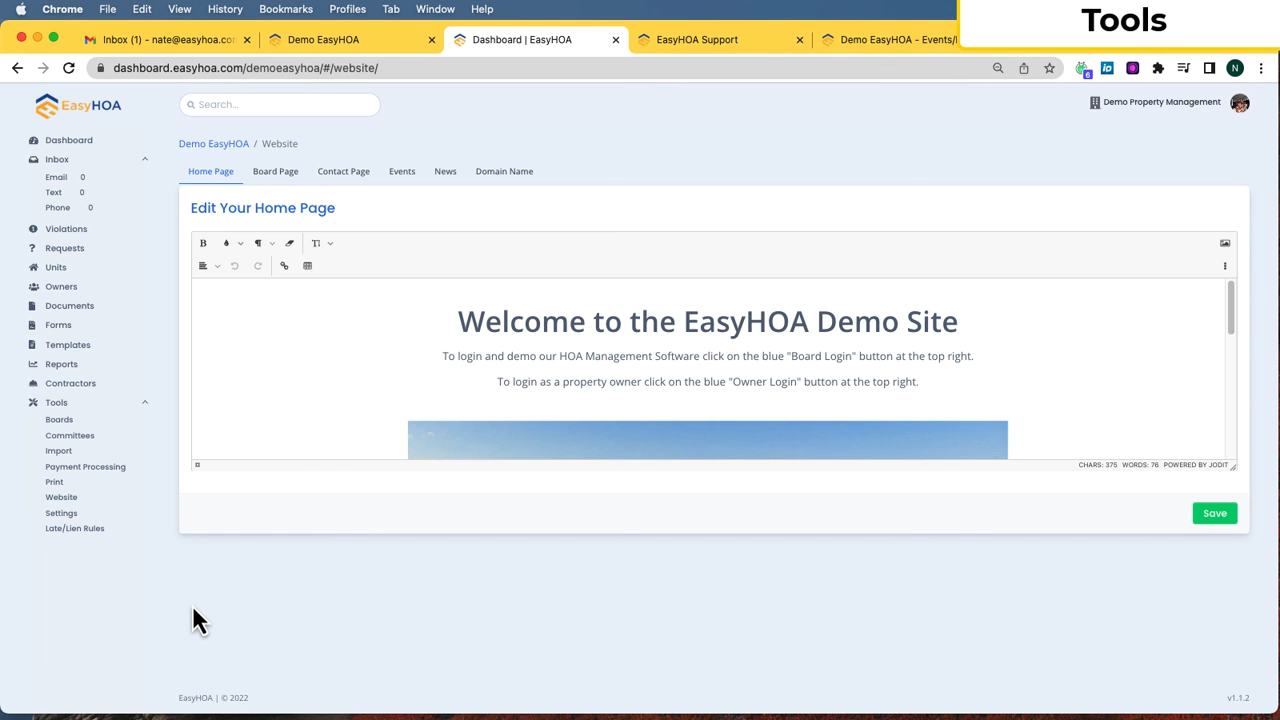 Chrome File Edit View History Bookmarks Profiles Tab Window Help
Tools
Inbox (1) - nate@easyhoa.com
Demo EasyHOA
Dashboard | EasyHOA
EasyHOA Support
Demo EasyHOA - Events/
dashboard.easyhoa.com/demoeasyhoa/#/website/
6
N
EasyHOA
Search...
Demo Property Management
Dashboard
Inbox
Email 0
Text 0
Phone 0
Violations
Requests
Units
Owners
Documents
Forms
Templates
Reports
Contractors
Tools
Boards
Committees
Import
Payment Processing
Print
Website
Settings
Late/Lien Rules
Demo EasyHOA / Website
Home Page Board Page Contact Page Events News Domain Name
Edit Your Home Page
Welcome to the EasyHOA Demo Site
To login and demo our HOA Management Software click on the blue "Board Login" button at the top right.
To login as a property owner click on the blue "Owner Login" button at the top right.
CHARS: 375 WORDS: 76 POWERED BY JODIT
Save
EasyHOA | © 2022
v1.1.2